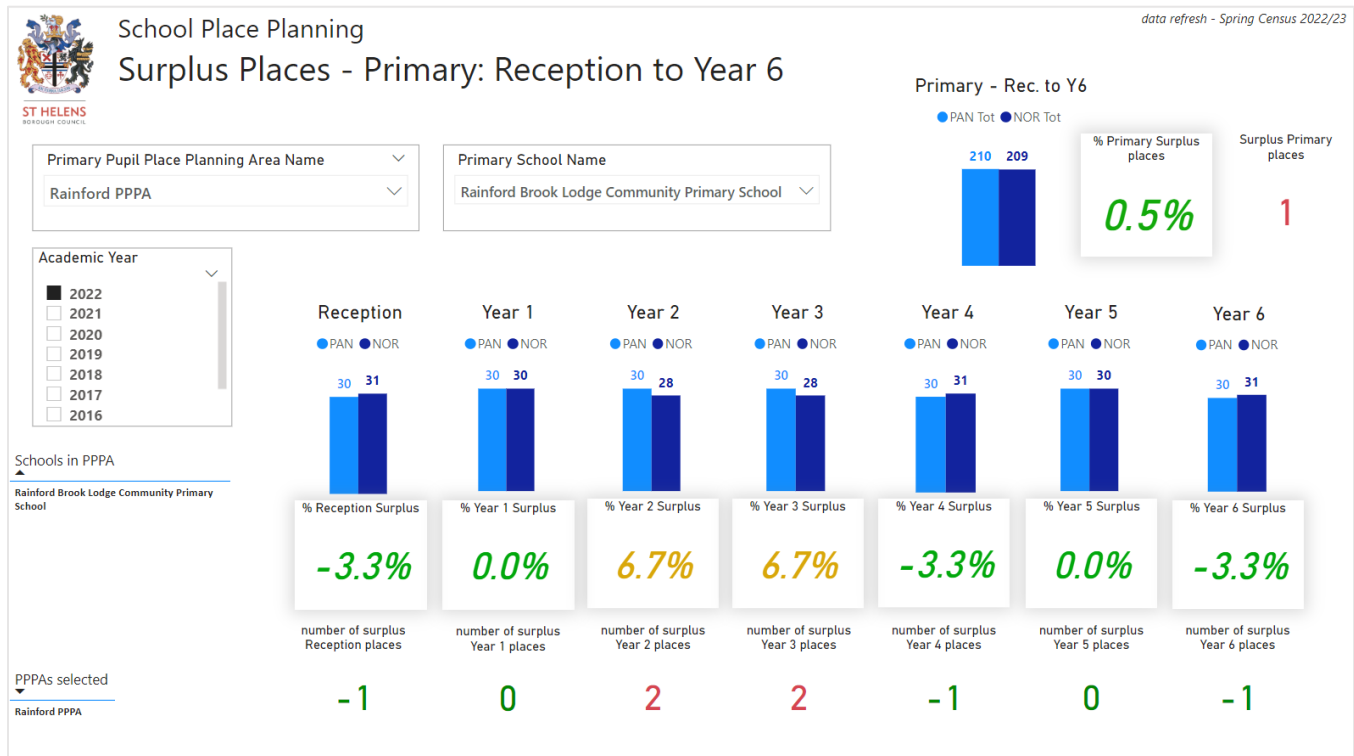 data refresh - Spring Census 2022/23
School Place Planning
Surplus Places - Primary: Reception to Year 6
ST HELENS
BOROUGH COUNCIL
Primary - Rec. to Y6
PAN Tot NOR Tot
210 209
% Primary Surplus
places
0.5%
Surplus Primary
places
1
Primary Pupil Place Planning Area Name
Rainford PPPA
Primary School Name
Rainford Brook Lodge Community Primary School
Academic Year
2022
2021
2020
2019
2018
2017
2016
Schools in PPPA
Rainford Brook Lodge Community Primary
School
PPPAs selected
Rainford PPPA
Reception
PAN NOR
30 31
% Reception Surplus
-3.3%
number of surplus
Reception places
-1
Year 1
PAN NOR
30 30
% Year 1 Surplus
0.0%
number of surplus
Year 1 places
0
Year 2
PAN NOR
30 28
% Year 2 Surplus
6.7%
number of surplus
Year 2 places
2
Year 3
PAN NOR
30 28
% Year 3 Surplus
6.7%
number of surplus
Year 3 places
2
Year 4
PAN NOR
30 31
% Year 4 Surplus
-3.3%
number of surplus
Year 4 places
-1
Year 5
PAN NOR
30 30
% Year 5 Surplus
0.0%
number of surplus
Year 5 places
0
Year 6
PAN NOR
30 31
% Year 6 Surplus
-3.3%
number of surplus
Year 6 places
-1